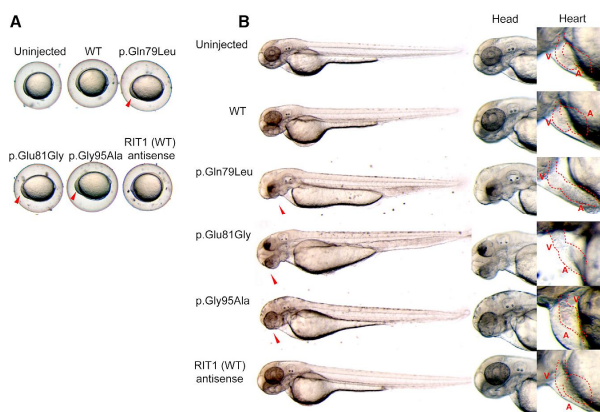 A
Uninjected
WT
p.Gln79Leu
p.Glu81Gly
p.Gly95Ala
RIT1 (WT)
antisense
B
Head
Heart
Uninjected
V
A
WT
A
V
p.Gln79Leu
V
A
p.Glu81Gly
V
A
p.Gly95Ala
V
A
RIT1 (WT)
antisense
V
A